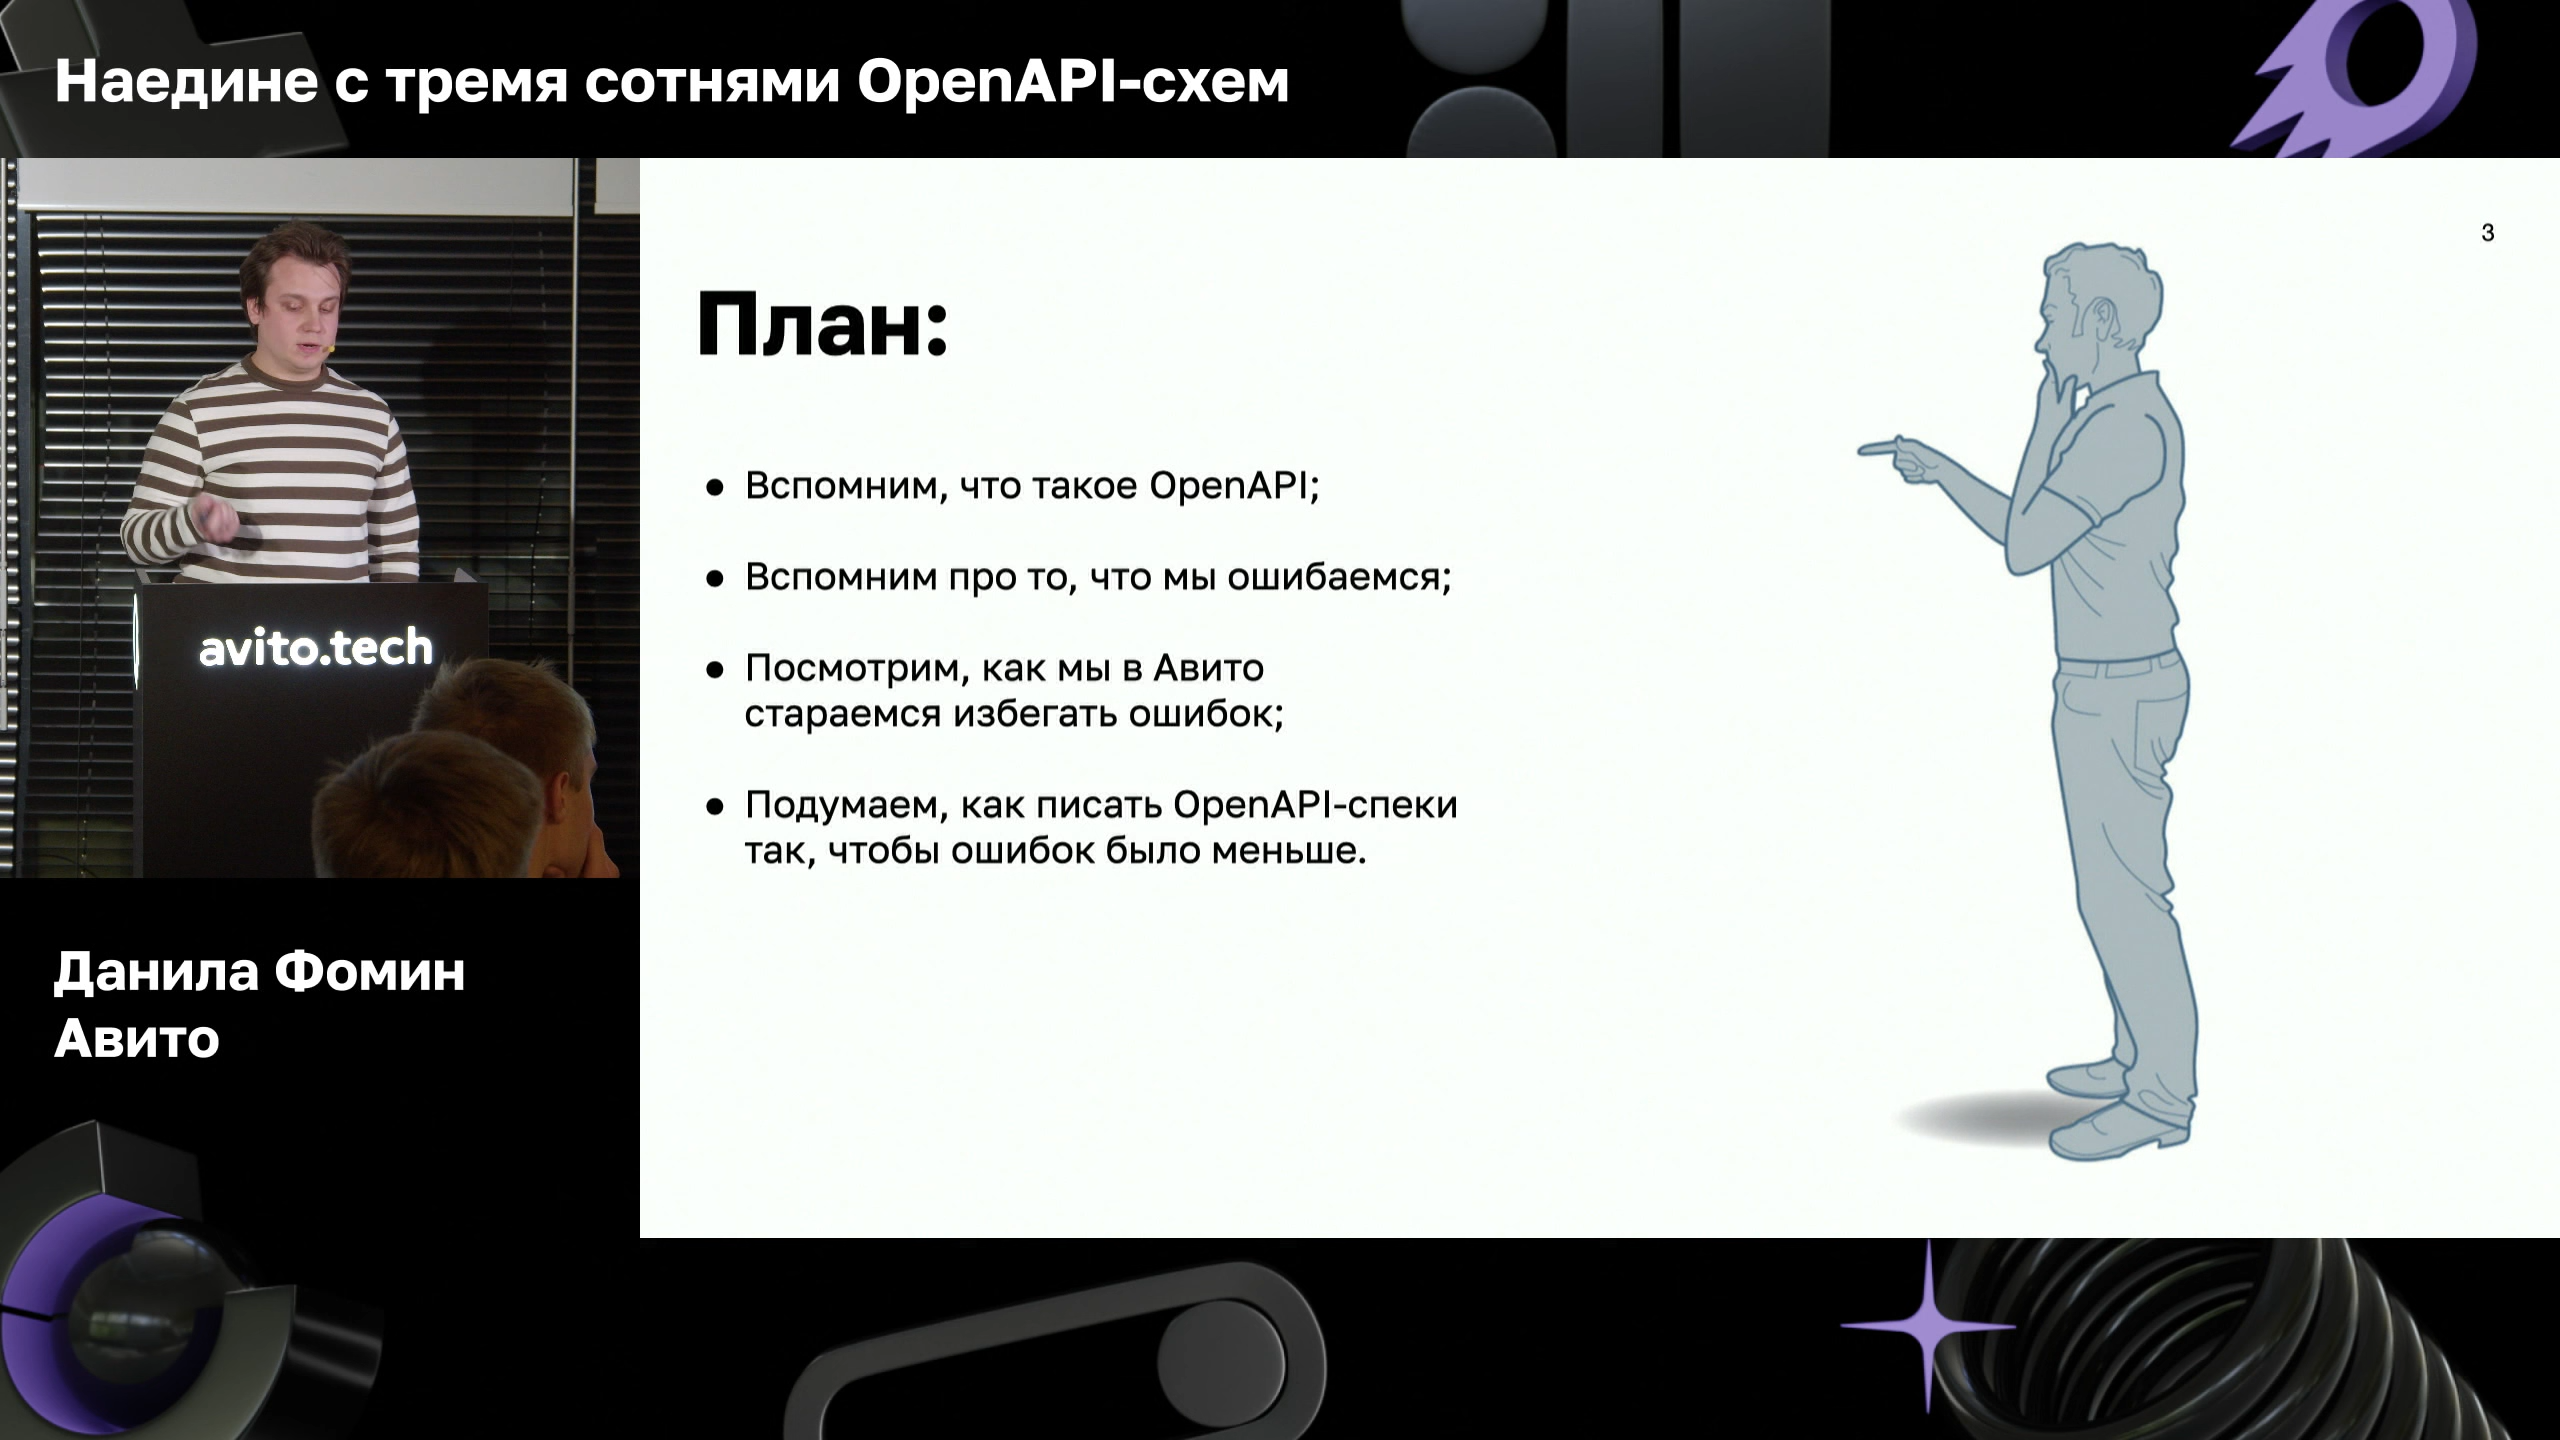 Наедине с тремя сотнями OpenAPI-схем
3
План:
● Вспомним, что такое OpenAPI;
● Вспомним про то, что мы ошибаемся;
● Посмотрим, как мы в Авито
стараемся избегать ошибок;
● Подумаем, как писать OpenAPI-спеки
так, чтобы ошибок было меньше.
avito.tech
Данила Фомин
Авито